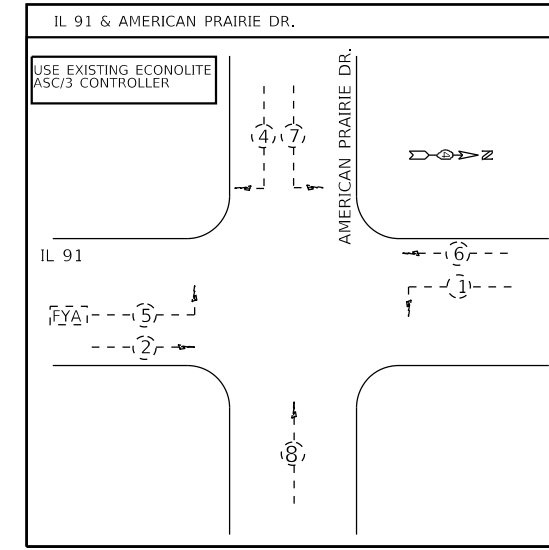 IL 91 & AMERICAN PRAIRIE DR.
USE EXISTING ECONOLITE
ASC/3 CONTROLLER
AMERICAN PRAIRIE DR.
4
7
N
IL 91
6
1
FYA
5
2
8